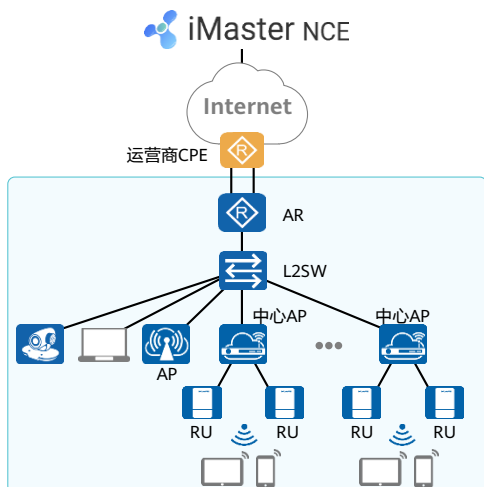 iMaster NCE
Internet
运营商CPE
R
R
AR
L2SW
中心AP
中心AP
AP
RU
RU
RU
RU